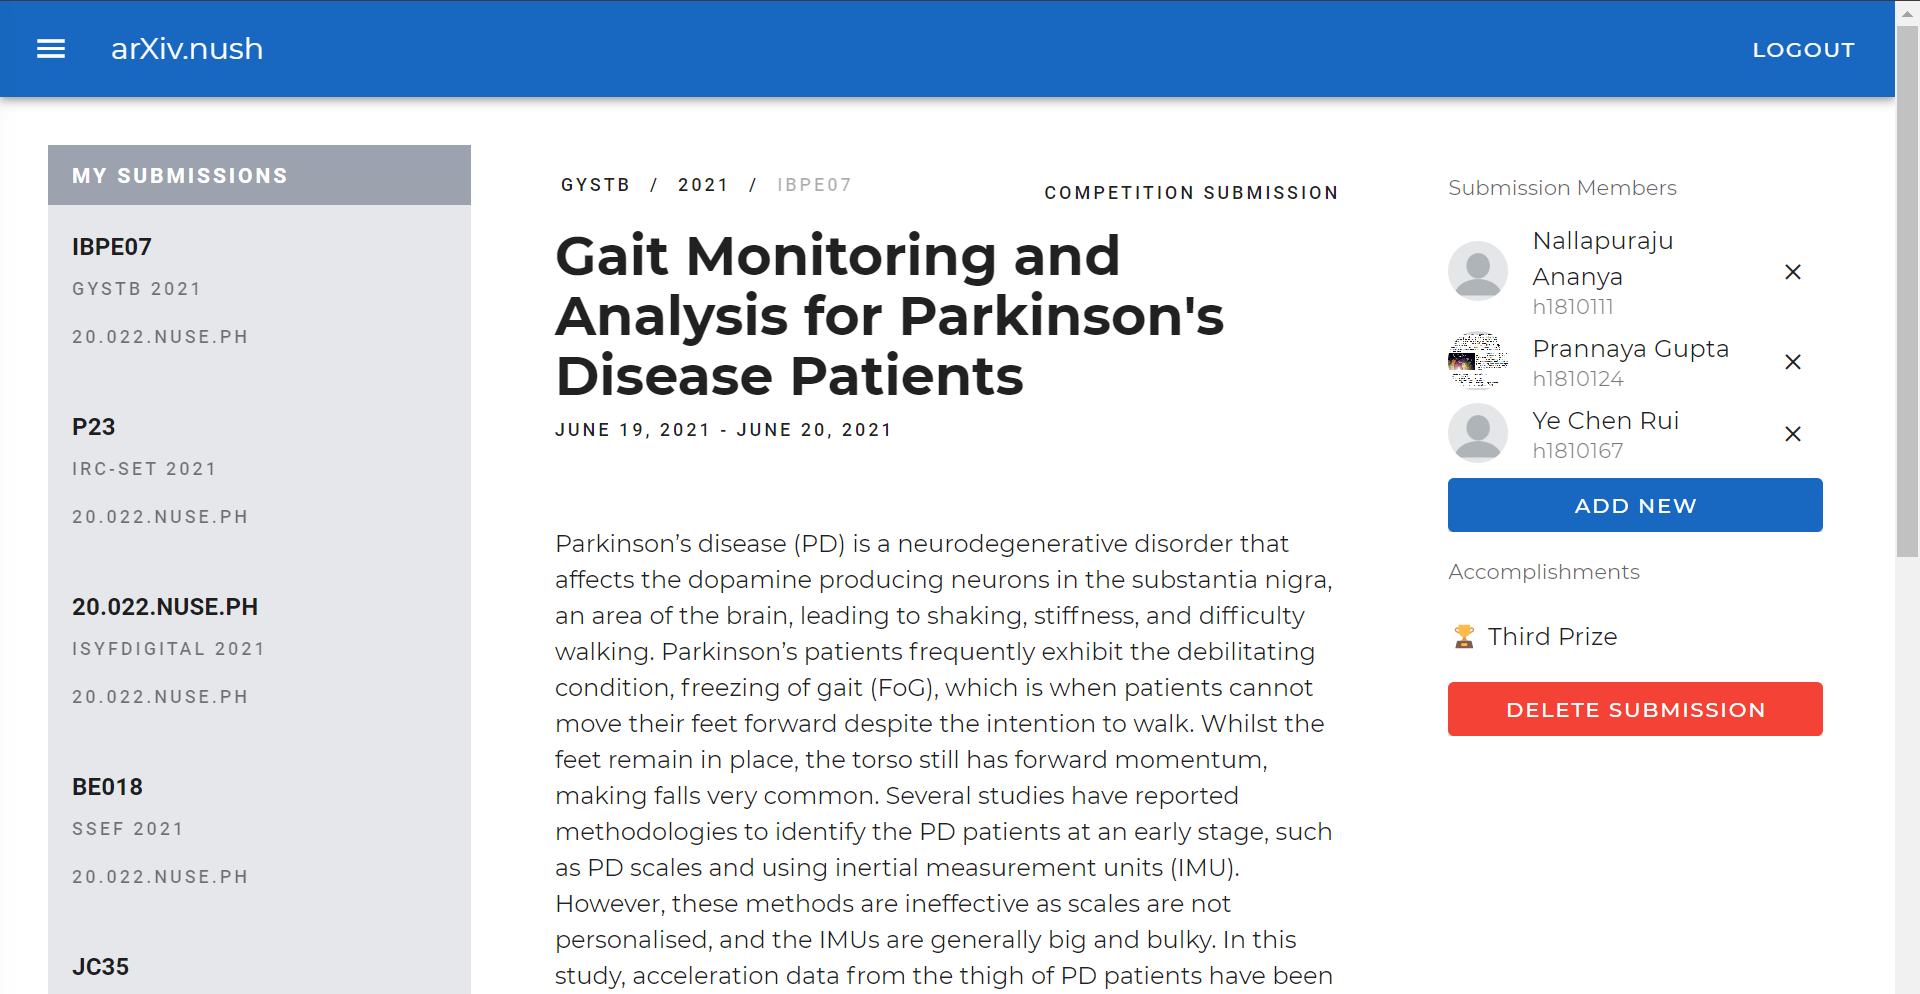 arXiv.nush
LOGOUT
MY SUBMISSIONS
IBPE07
GYSTB 2021
20.022.NUSE.PH
P23
IRC-SET 2021
20.022.NUSE.PH
20.022.NUSE.PH
ISYFDIGITAL 2021
20.022.NUSE.PH
BE018
SSEF 2021
20.022.NUSE.PH
JC35
GYSTB / 2021 / IBPE07
COMPETITION SUBMISSION
Gait Monitoring and
Analysis for Parkinson's
Disease Patients
JUNE 19, 2021 - JUNE 20, 2021
Parkinson’s disease (PD) is a neurodegenerative disorder that
affects the dopamine producing neurons in the substantia nigra,
an area of the brain, leading to shaking, stiffness, and difficulty
walking. Parkinson’s patients frequently exhibit the debilitating
condition, freezing of gait (FoG), which is when patients cannot
move their feet forward despite the intention to walk. Whilst the
feet remain in place, the torso still has forward momentum,
making falls very common. Several studies have reported
methodologies to identify the PD patients at an early stage, such
as PD scales and using inertial measurement units (IMU).
However, these methods are ineffective as scales are not
personalised, and the IMUs are generally big and bulky. In this
study, acceleration data from the thigh of PD patients have been
Submission Members
Nallapuraju
Ananya
h1810111
Prannaya Gupta
h1810124
Ye Chen Rui
h1810167
ADD NEW
Accomplishments
Third Prize
DELETE SUBMISSION